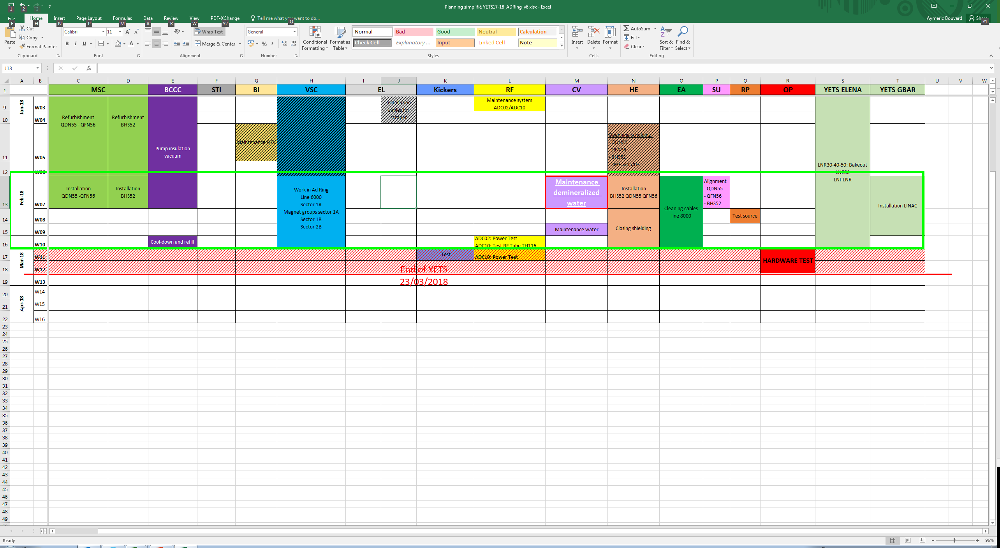 1 2 3
Planning simplifié YETS17-18_ADRing_v6.xlsx - Excel
File Home Insert Page Layout Formulas Data Review View PDF-XChange Tell me what you want to do... Aymeric Bouvard Share
F H N P M A R W Y2 Q Y1
Cut
Copy
Format Painter
Paste
Clipboard
Calibri 11
B I U
Font
Wrap Text
Merge & Center
Alignment
General
%
Number
Conditional Formatting
Format as Table
Normal Bad Good Neutral Calculation
Check Cell Explanatory ... Input Linked Cell Note
Styles
Insert Delete Format
Cells
AutoSum
Fill
Clear
Sort & Filter
Find & Select
Editing
J13
fx
A B C D E F G H I J K L M N O P Q R S T U V W
1 MSC BCCC STI BI VSC EL Kickers RF CV HE EA SU RP OP YETS ELENA YETS GBAR
Jan-18
9 W03
10 W04
11 W05
12 W06
Refurbishment
QDN55 - QFN56
Refurbishment
BHS52
Pump insulation
vacuum
Maintenance BTV
Installation
cables for
scraper
Maintenance system
ADC02/ADC10
Openning schelding:
- QDN55
- QFN56
- BHS52
- SME5305/07
LNR30-40-50: Bakeout
LNE50
LNI-LNR
Feb-18
13 W07
14 W08
15 W09
16 W10
Installation
QDN55 -QFN56
Installation
BHS52
Cool-down and refill
Work in Ad Ring
Line 6000
Sector 1A
Magnet groups sector 1A
Sector 1B
Sector 2B
ADC02: Power Test
ADC10: Test RF Tube TH116
Maintenance
demineralized
water
Maintenance water
Installation
BHS52 QDN55 QFN56
Closing shielding
Cleaning cables
line 8000
Alignment
- QDN55
- QFN56
- BHS52
Test source
Installation LINAC
Mar-18
17 W11
18 W12
19 W13
Test
ADC10: Power Test
HARDWARE TEST
End of YETS
23/03/2018
Apr-18
20 W14
21 W15
22 W16
23
24
25
26
27
28
29
30
31
32
33
34
35
36
37
38
39
40
41
42
43
44
45
46
47
48
49
Ready
96%